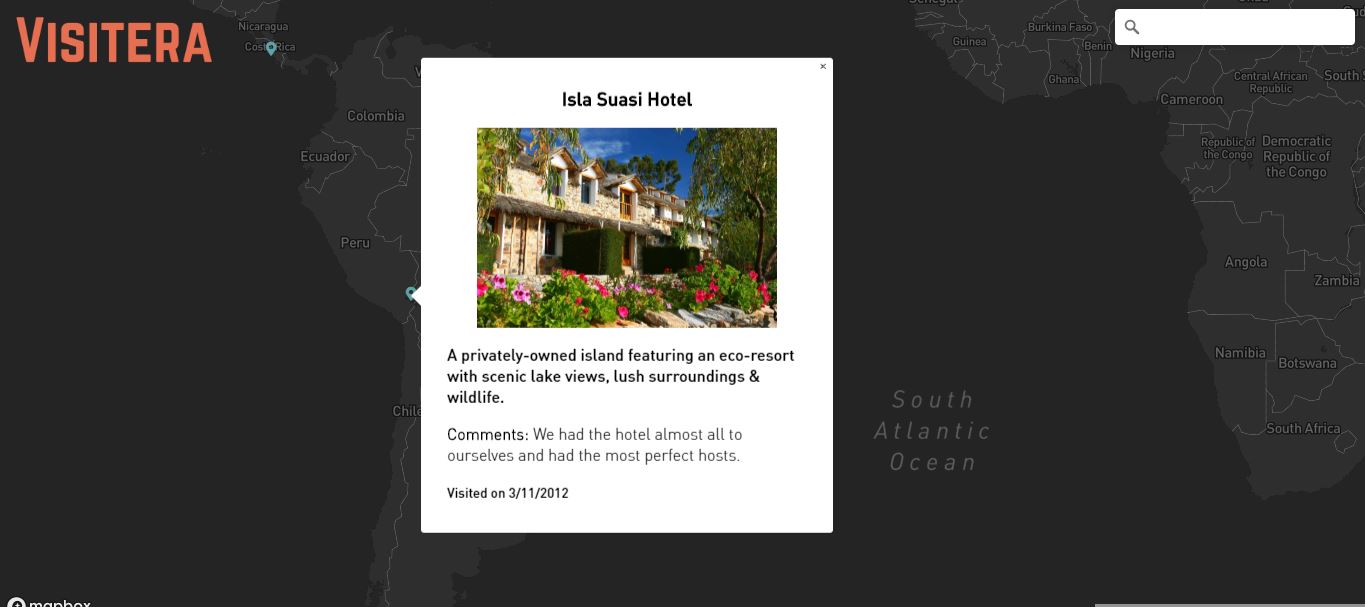 VISITERA
Nicaragua
Costa Rica
Colombia
Ecuador
Peru
Chile
×
Isla Suasi Hotel
A privately-owned island featuring an eco-resort
with scenic lake views, lush surroundings &
wildlife.
Comments: We had the hotel almost all to
ourselves and had the most perfect hosts.
Visited on 3/11/2012
South
Atlantic
Ocean
Senegal
Guinea
Burkina Faso
Benin
Ghana
Nigeria
Cameroon
Central African
Republic
South
Republic of
the Congo
Democratic
Republic of
the Congo
Angola
Zambia
Namibia
Botswana
South Africa
mapbox